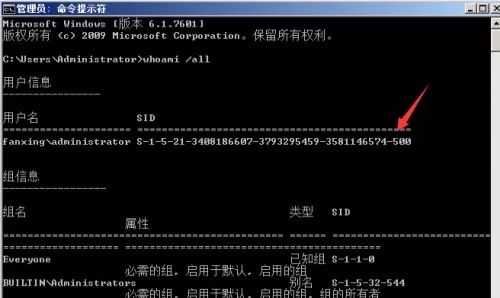 管理员: 命令提示符
Microsoft Windows [版本 6.1.7601]
版权所有 (c) 2009 Microsoft Corporation。保留所有权利。
C:\Users\Administrator>whoami /all
用户信息
----------------
用户名 SID
===================== =============================================
fanxing\administrator S-1-5-21-3408186607-3793295459-3581146574-500
组信息
-----------------
组名 类型 SID
属性
Everyone 已知组 S-1-1-0
必需的组, 启用于默认, 启用的组
BUILTIN\Administrators 别名 S-1-5-32-544
必需的组, 启用于默认, 启用的组, 组的所有者